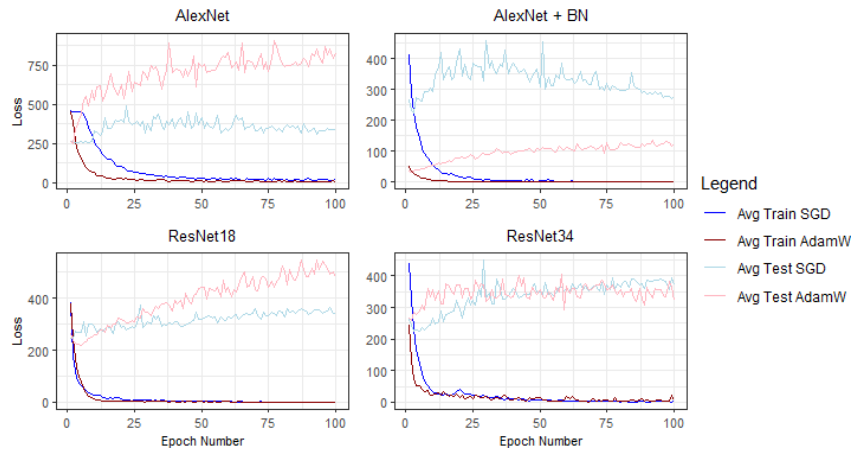 AlexNet
AlexNet + BN
Loss
750
500
250
0
0 25 50 75 100
400
300
200
100
0
0 25 50 75 100
Legend
Avg Train SGD
Avg Train AdamW
Avg Test SGD
Avg Test AdamW
ResNet18
ResNet34
Loss
400
200
0
0 25 50 75 100
Epoch Number
400
300
200
100
0
0 25 50 75 100
Epoch Number